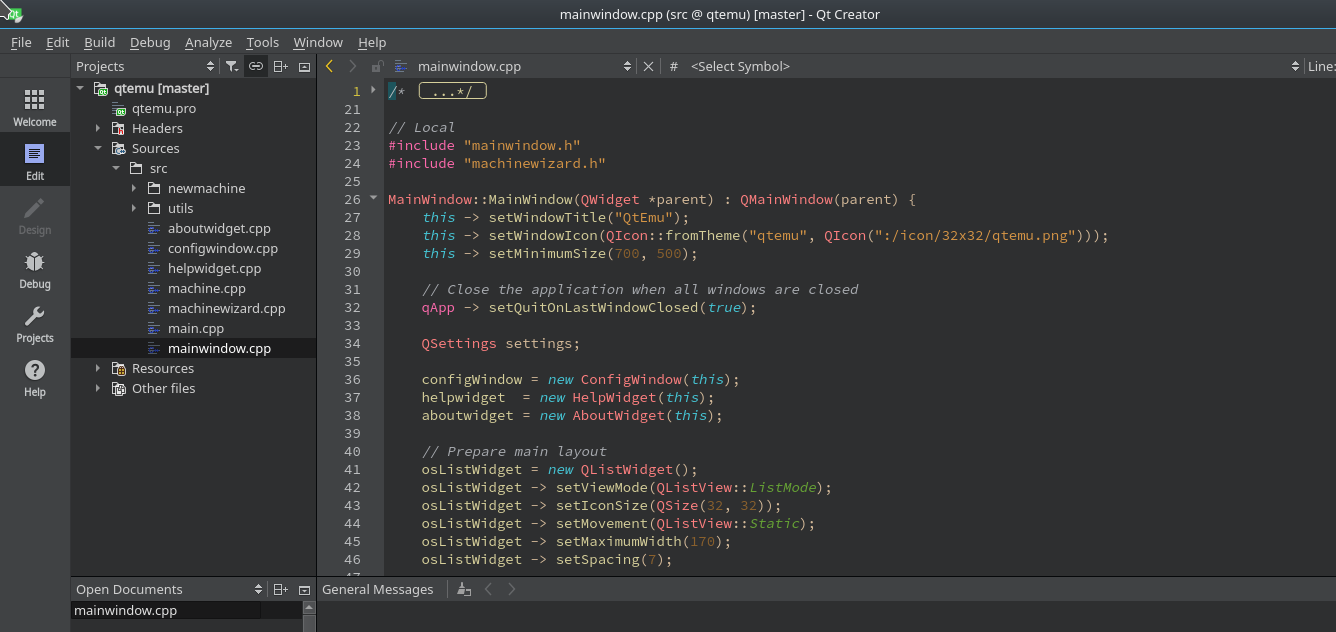 mainwindow.cpp (src @ qtemu) [master] - Qt Creator
File Edit Build Debug Analyze Tools Window Help
Projects
mainwindow.cpp
# <Select Symbol>
Line:
Welcome
Edit
Design
Debug
Projects
Help
qtemu [master]
qtemu.pro
Headers
Sources
src
newmachine
utils
aboutwidget.cpp
configwindow.cpp
helpwidget.cpp
machine.cpp
machinewizard.cpp
main.cpp
mainwindow.cpp
Resources
Other files
1 /* ...*/
21
22 // Local
23 #include "mainwindow.h"
24 #include "machinewizard.h"
25
26 MainWindow::MainWindow(QWidget *parent) : QMainWindow(parent) {
27 this -> setWindowTitle("QtEmu");
28 this -> setWindowIcon(QIcon::fromTheme("qtemu", QIcon(":/icon/32x32/qtemu.png")));
29 this -> setMinimumSize(700, 500);
30
31 // Close the application when all windows are closed
32 qApp -> setQuitOnLastWindowClosed(true);
33
34 QSettings settings;
35
36 configWindow = new ConfigWindow(this);
37 helpwidget  = new HelpWidget(this);
38 aboutwidget = new AboutWidget(this);
39
40 // Prepare main layout
41 osListWidget = new QListWidget();
42 osListWidget -> setViewMode(QListView::ListMode);
43 osListWidget -> setIconSize(QSize(32, 32));
44 osListWidget -> setMovement(QListView::Static);
45 osListWidget -> setMaximumWidth(170);
46 osListWidget -> setSpacing(7);
Open Documents
mainwindow.cpp
General Messages